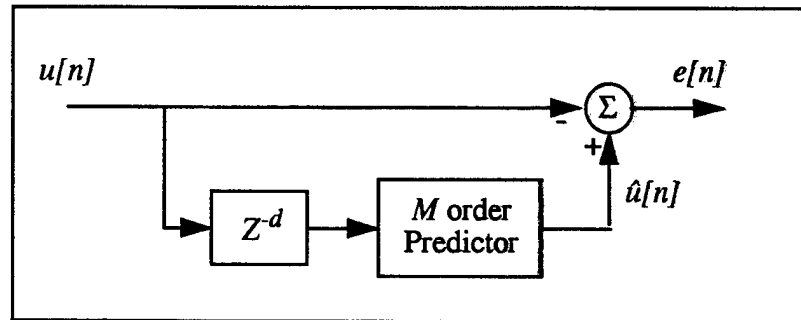 u[n]
e[n]
Σ
-
+
û[n]
Z^-d
M order
Predictor